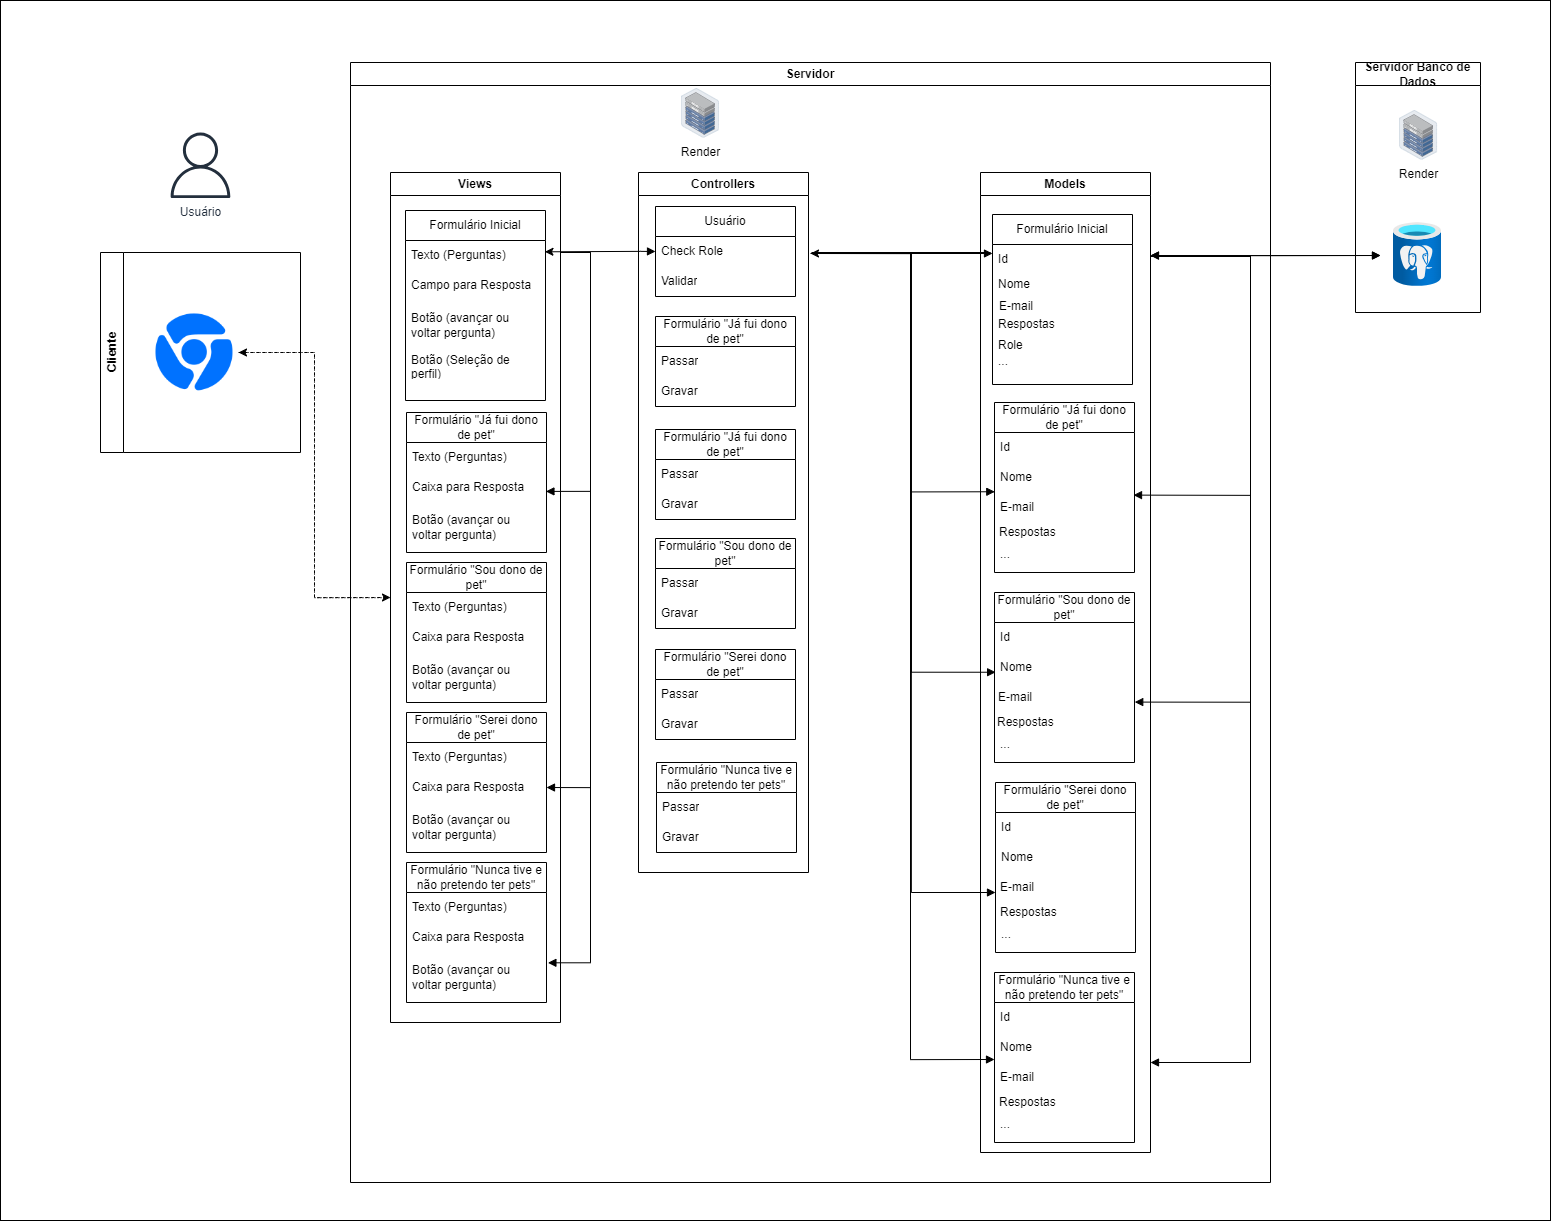 Servidor
Render
Servidor Banco de
Dados
Render
Usuário
Cliente
Views
Formulário Inicial
Texto (Perguntas)
Campo para Resposta
Botão (avançar ou
voltar pergunta)
Botão (Seleção de
perfil)
Formulário "Já fui dono
de pet"
Texto (Perguntas)
Caixa para Resposta
Botão (avançar ou
voltar pergunta)
Formulário "Sou dono de
pet"
Texto (Perguntas)
Caixa para Resposta
Botão (avançar ou
voltar pergunta)
Formulário "Serei dono
de pet"
Texto (Perguntas)
Caixa para Resposta
Botão (avançar ou
voltar pergunta)
Formulário "Nunca tive e
não pretendo ter pets"
Texto (Perguntas)
Caixa para Resposta
Botão (avançar ou
voltar pergunta)
Controllers
Usuário
Check Role
Validar
Formulário "Já fui dono
de pet"
Passar
Gravar
Formulário "Já fui dono
de pet"
Passar
Gravar
Formulário "Sou dono de
pet"
Passar
Gravar
Formulário "Serei dono
de pet"
Passar
Gravar
Formulário "Nunca tive e
não pretendo ter pets"
Passar
Gravar
Models
Formulário Inicial
Id
Nome
E-mail
Respostas
Role
...
Formulário "Já fui dono
de pet"
Id
Nome
E-mail
Respostas
...
Formulário "Sou dono de
pet"
Id
Nome
E-mail
Respostas
...
Formulário "Serei dono
de pet"
Id
Nome
E-mail
Respostas
...
Formulário "Nunca tive e
não pretendo ter pets"
Id
Nome
E-mail
Respostas
...